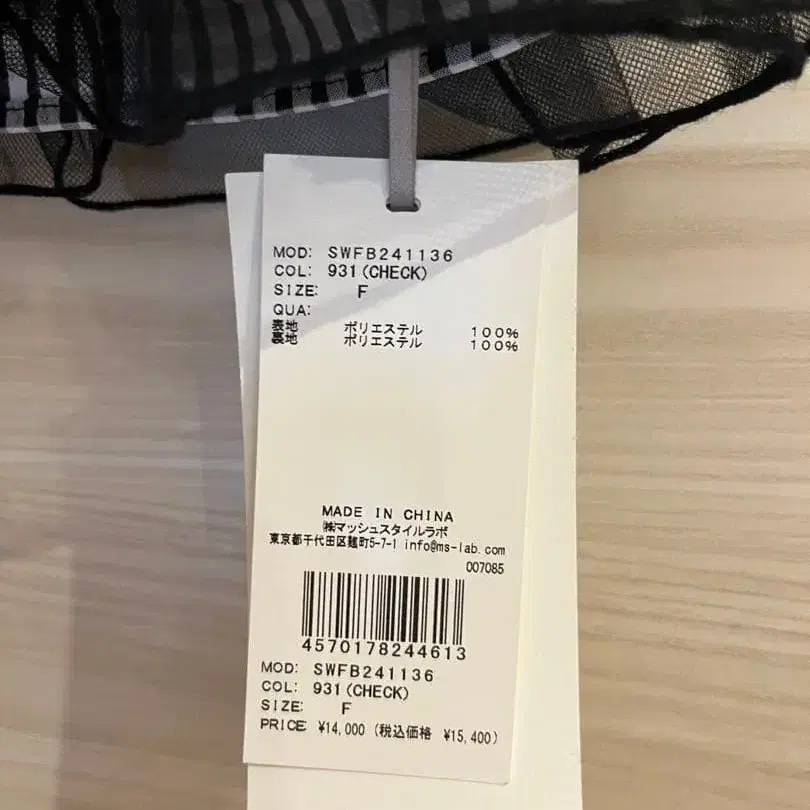 MOD: SWFB241136
COL: 931(CHECK)
SIZE: F
QUA:
表地 ポリエステル 100%
裏地 ポリエステル 100%
MADE IN CHINA
㈱マッシュスタイルラボ
東京都千代田区麹町5-7-1 info@ms-lab.com
007085
4570178244613
MOD: SWFB241136
COL: 931(CHECK)
SIZE: F
PRICE: ¥14,000 (税込価格 ¥15,400)